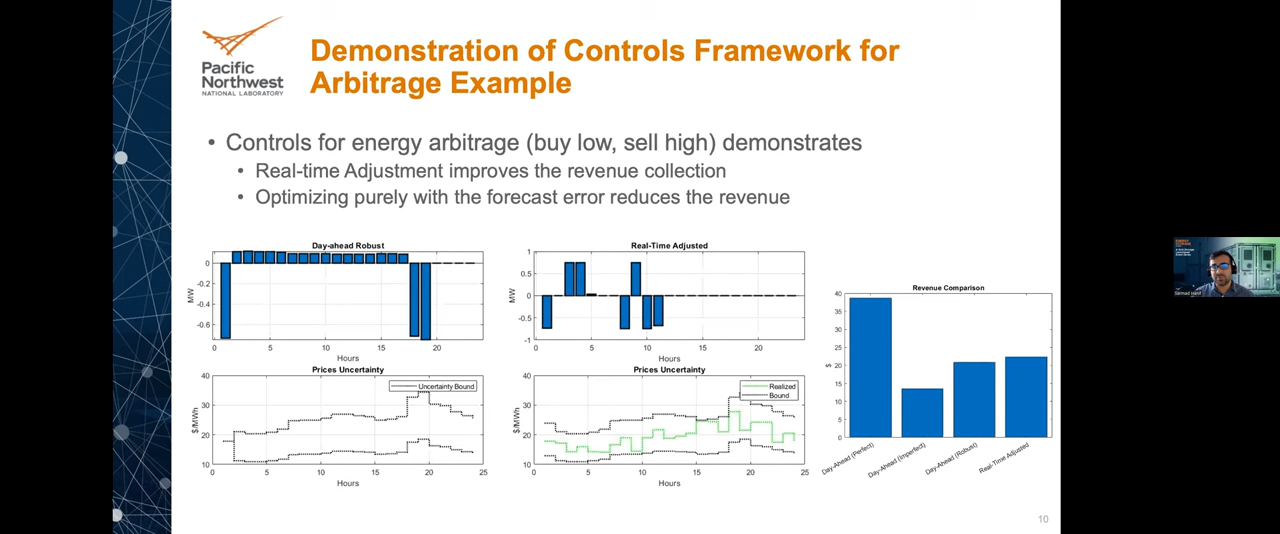 Pacific
Northwest
NATIONAL LABORATORY
Demonstration of Controls Framework for
Arbitrage Example
• Controls for energy arbitrage (buy low, sell high) demonstrates
• Real-time Adjustment improves the revenue collection
• Optimizing purely with the forecast error reduces the revenue
Day-ahead Robust
MW
0
-0.2
-0.4
-0.6
0 5 10 15 20
Hours
Real-Time Adjusted
MW
1
0.5
0
-0.5
-1
0 5 10 15 20
Hours
Prices Uncertainty
Uncertainty Bound
$/MWh
40
30
20
10
0 5 10 15 20 25
Hours
Prices Uncertainty
Realized
Bound
$/MWh
40
30
20
10
0 5 10 15 20 25
Hours
Revenue Comparison
$
40
35
30
25
20
15
10
5
0
Day-Ahead (Perfect)
Day-Ahead (Imperfect)
Day-Ahead (Robust)
Real-Time Adjusted
10
Sarmad Hanif